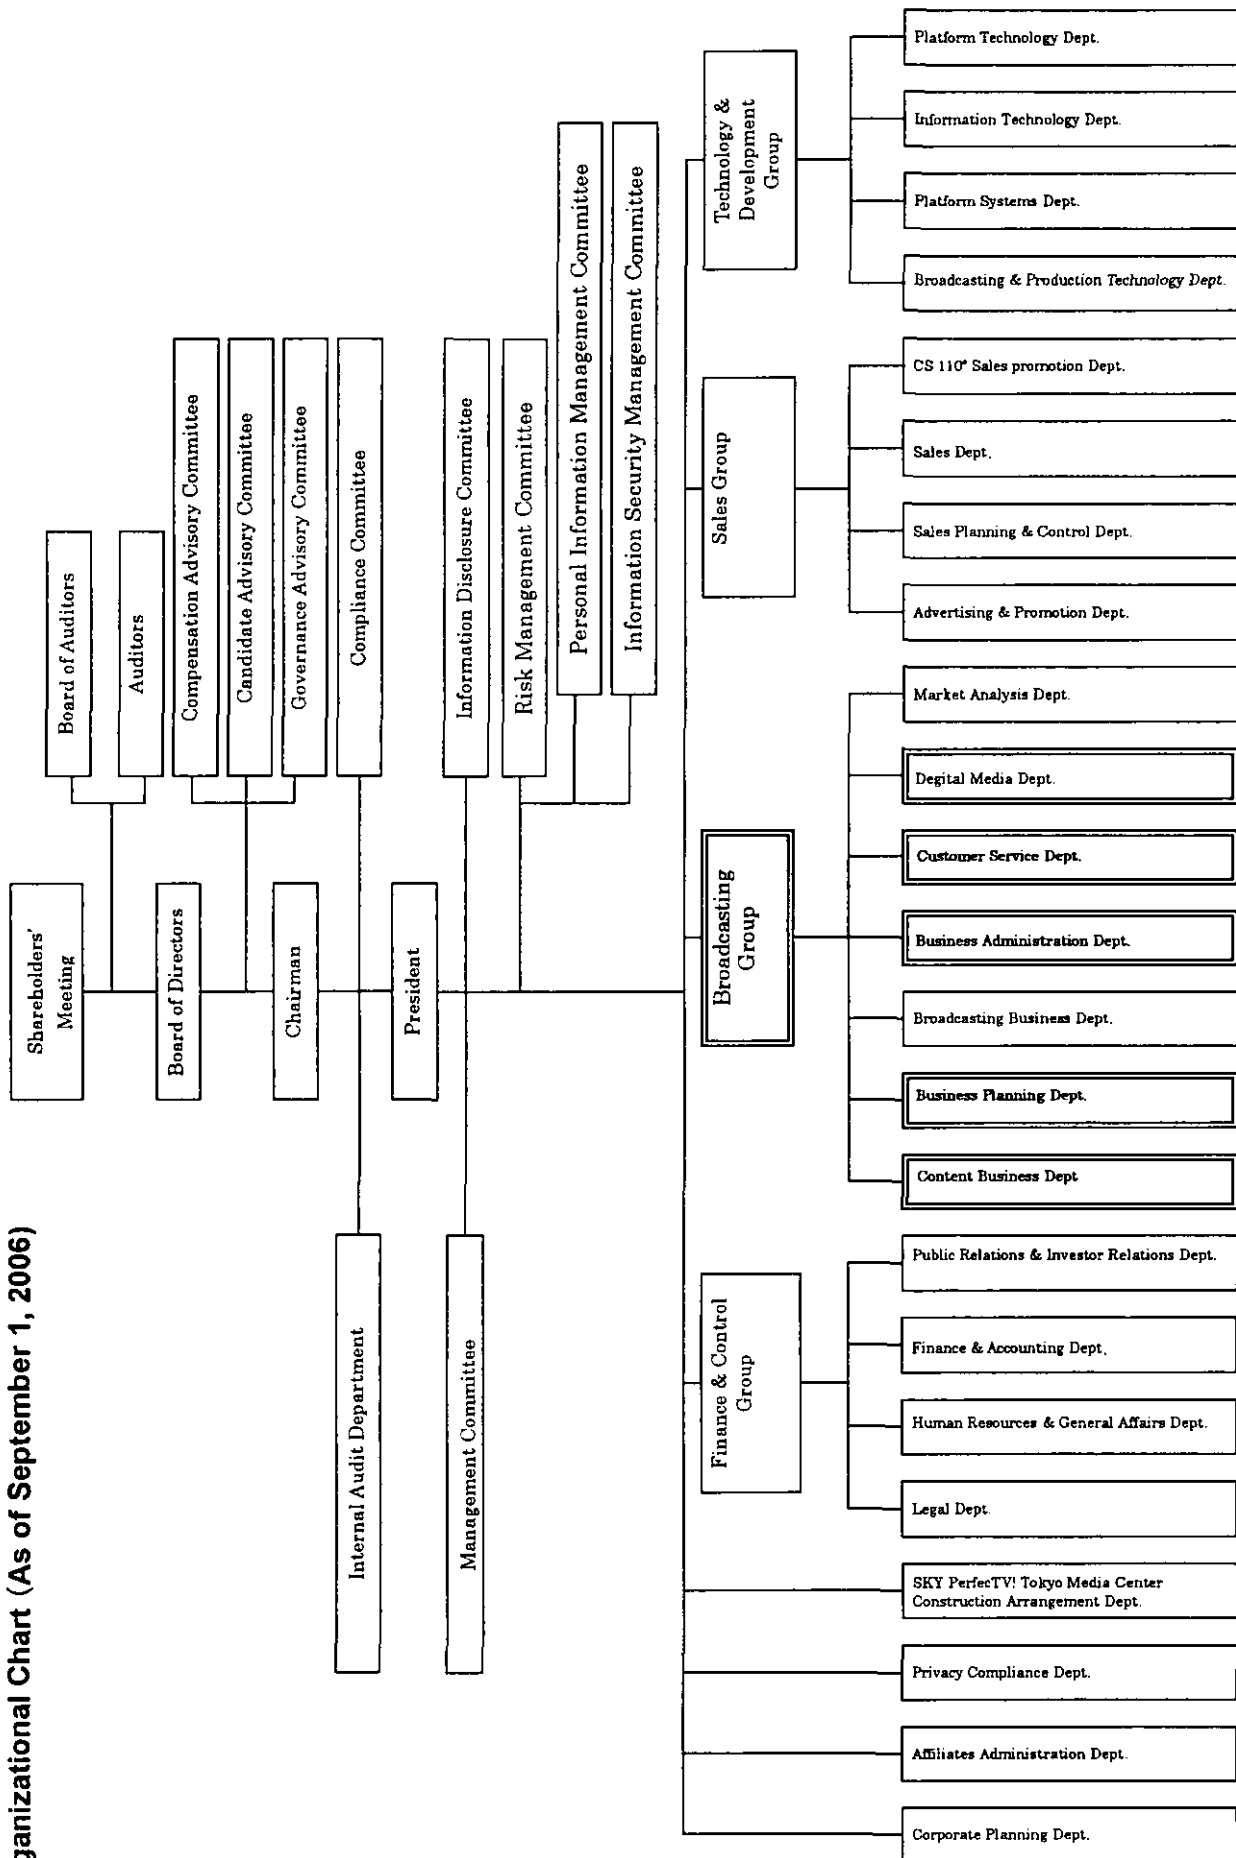 ganizational Chart (As of September 1, 2006)
Shareholders'
Meeting
Board of Auditors
Auditors
Board of Directors
Compensation Advisory Committee
Candidate Advisory Committee
Governance Advisory Committee
Chairman
Compliance Committee
Internal Audit Department
President
Information Disclosure Committee
Management Committee
Risk Management Committee
Personal Information Management Committee
Information Security Management Committee
Technology &
Development
Group
Sales Group
Broadcasting
Group
Finance & Control
Group
Platform Technology Dept.
Information Technology Dept.
Platform Systems Dept.
Broadcasting & Production Technology Dept.
CS 110° Sales promotion Dept.
Sales Dept.
Sales Planning & Control Dept.
Advertising & Promotion Dept.
Market Analysis Dept.
Degital Media Dept.
Customer Service Dept.
Business Administration Dept.
Broadcasting Business Dept.
Business Planning Dept.
Content Business Dept
Public Relations & Investor Relations Dept.
Finance & Accounting Dept.
Human Resources & General Affairs Dept.
Legal Dept.
SKY PerfecTV! Tokyo Media Center
Construction Arrangement Dept.
Privacy Compliance Dept.
Affiliates Administration Dept.
Corporate Planning Dept.